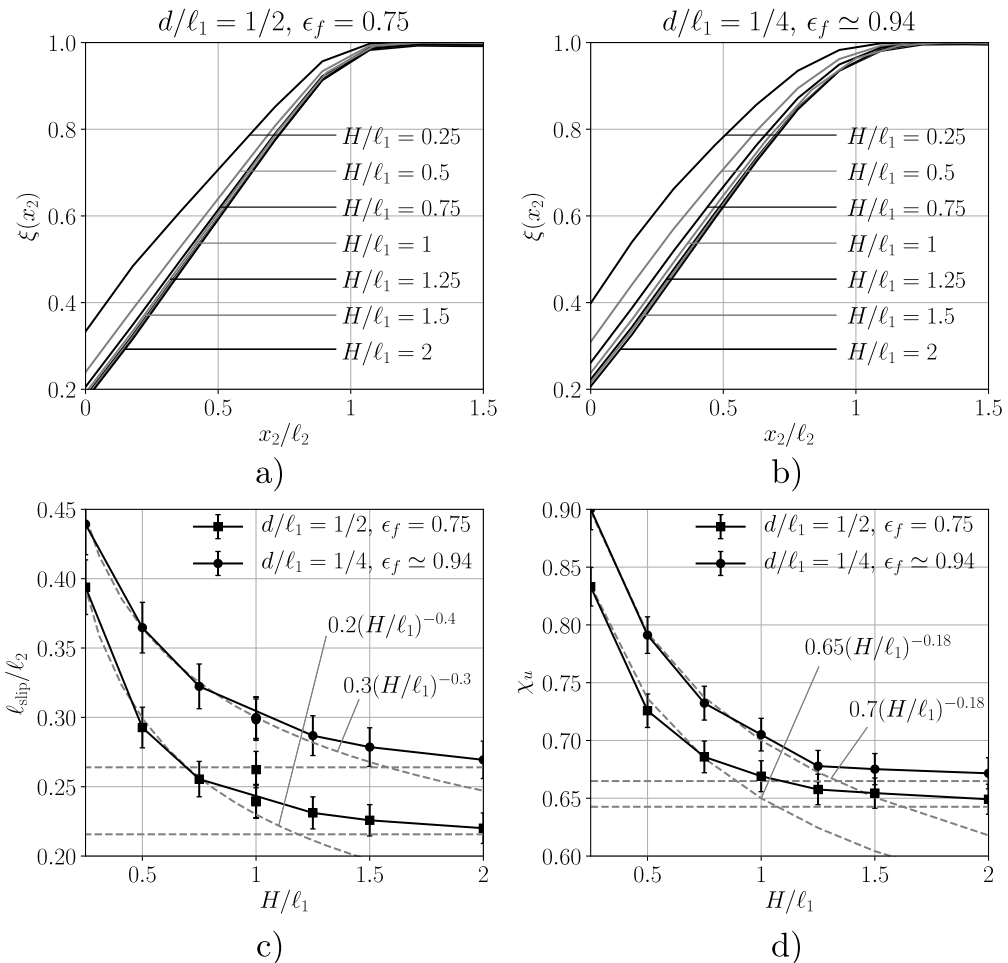 d/ℓ₁ = 1/2, ϵ_f = 0.75
1.0
0.8
0.6
0.4
0.2
ξ(x₂)
H/ℓ₁ = 0.25
H/ℓ₁ = 0.5
H/ℓ₁ = 0.75
H/ℓ₁ = 1
H/ℓ₁ = 1.25
H/ℓ₁ = 1.5
H/ℓ₁ = 2
0 0.5 1 1.5
x₂/ℓ₂
a)
d/ℓ₁ = 1/4, ϵ_f ≃ 0.94
1.0
0.8
0.6
0.4
0.2
ξ(x₂)
H/ℓ₁ = 0.25
H/ℓ₁ = 0.5
H/ℓ₁ = 0.75
H/ℓ₁ = 1
H/ℓ₁ = 1.25
H/ℓ₁ = 1.5
H/ℓ₁ = 2
0 0.5 1 1.5
x₂/ℓ₂
b)
0.45
0.40
0.35
0.30
0.25
0.20
ℓ_slip/ℓ₂
d/ℓ₁ = 1/2, ϵ_f = 0.75
d/ℓ₁ = 1/4, ϵ_f ≃ 0.94
0.2(H/ℓ₁)^−0.4
0.3(H/ℓ₁)^−0.3
0.5 1 1.5 2
H/ℓ₁
c)
0.90
0.85
0.80
0.75
0.70
0.65
0.60
χ_u
d/ℓ₁ = 1/2, ϵ_f = 0.75
d/ℓ₁ = 1/4, ϵ_f ≃ 0.94
0.65(H/ℓ₁)^−0.18
0.7(H/ℓ₁)^−0.18
0.5 1 1.5 2
H/ℓ₁
d)